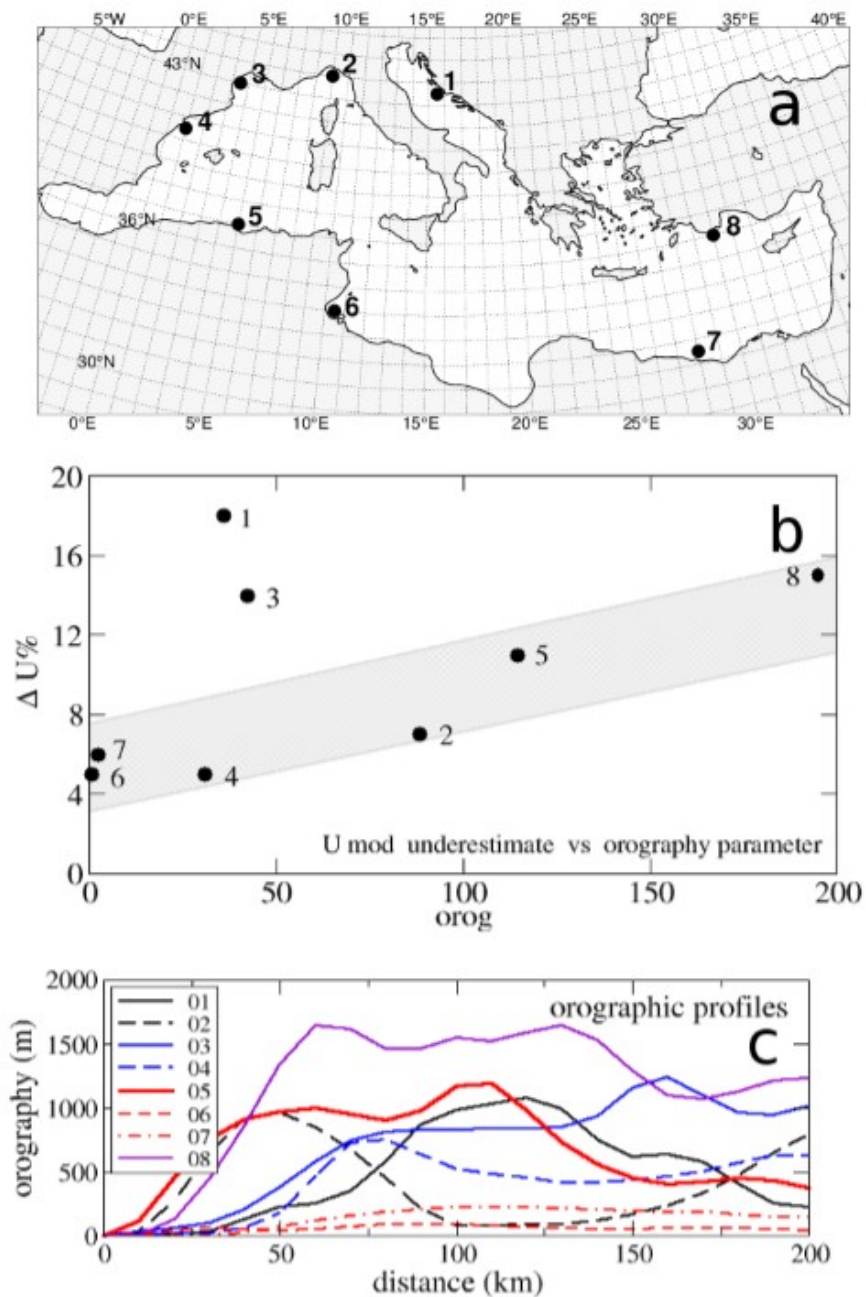 5°W 0°E 5°E 10°E 15°E 20°E 25°E 30°E 35°E 40°E
43°N
3
2
1
a
4
36°N
5
8
6
7
30°N
0°E 5°E 10°E 15°E 20°E 25°E 30°E
20
1
b
16
8
3
12
5
Δ U%
8
2
7
6
4
4
U mod underestimate vs orography parameter
0
0 50 100 150 200
orog
2000
01
orographic profiles
02
c
03
1500
04
05
1000
06
07
08
500
orography (m)
0
0 50 100 150 200
distance (km)